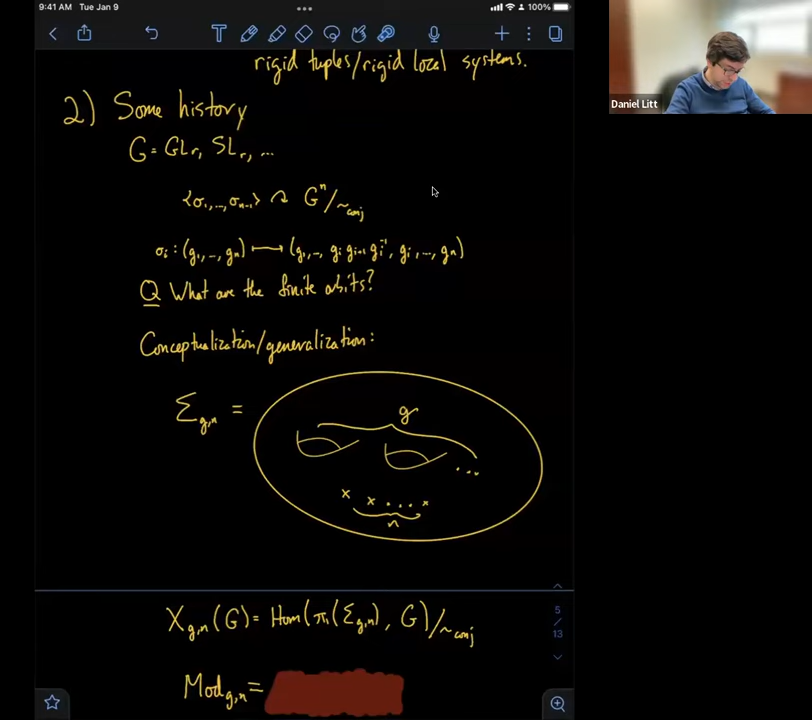 9:41 AM Tue Jan 9
100%
rigid tuples/rigid local systems.
2) Some history
G = GLr, SLr, ...
<σ1, ..., σn-1> ↷ G^n/~conj
σi : (g1, ..., gn) ⟼ (g1, ..., gi gi+1 gi^-1, gi, ..., gn)
Q What are the finite orbits?
Conceptualization/generalization:
Σg,n =
g
...
x x .... x
n
Xg,n(G) = Hom(π1(Σg,n), G)/~conj
Modg,n =
5
/
13
Daniel Litt